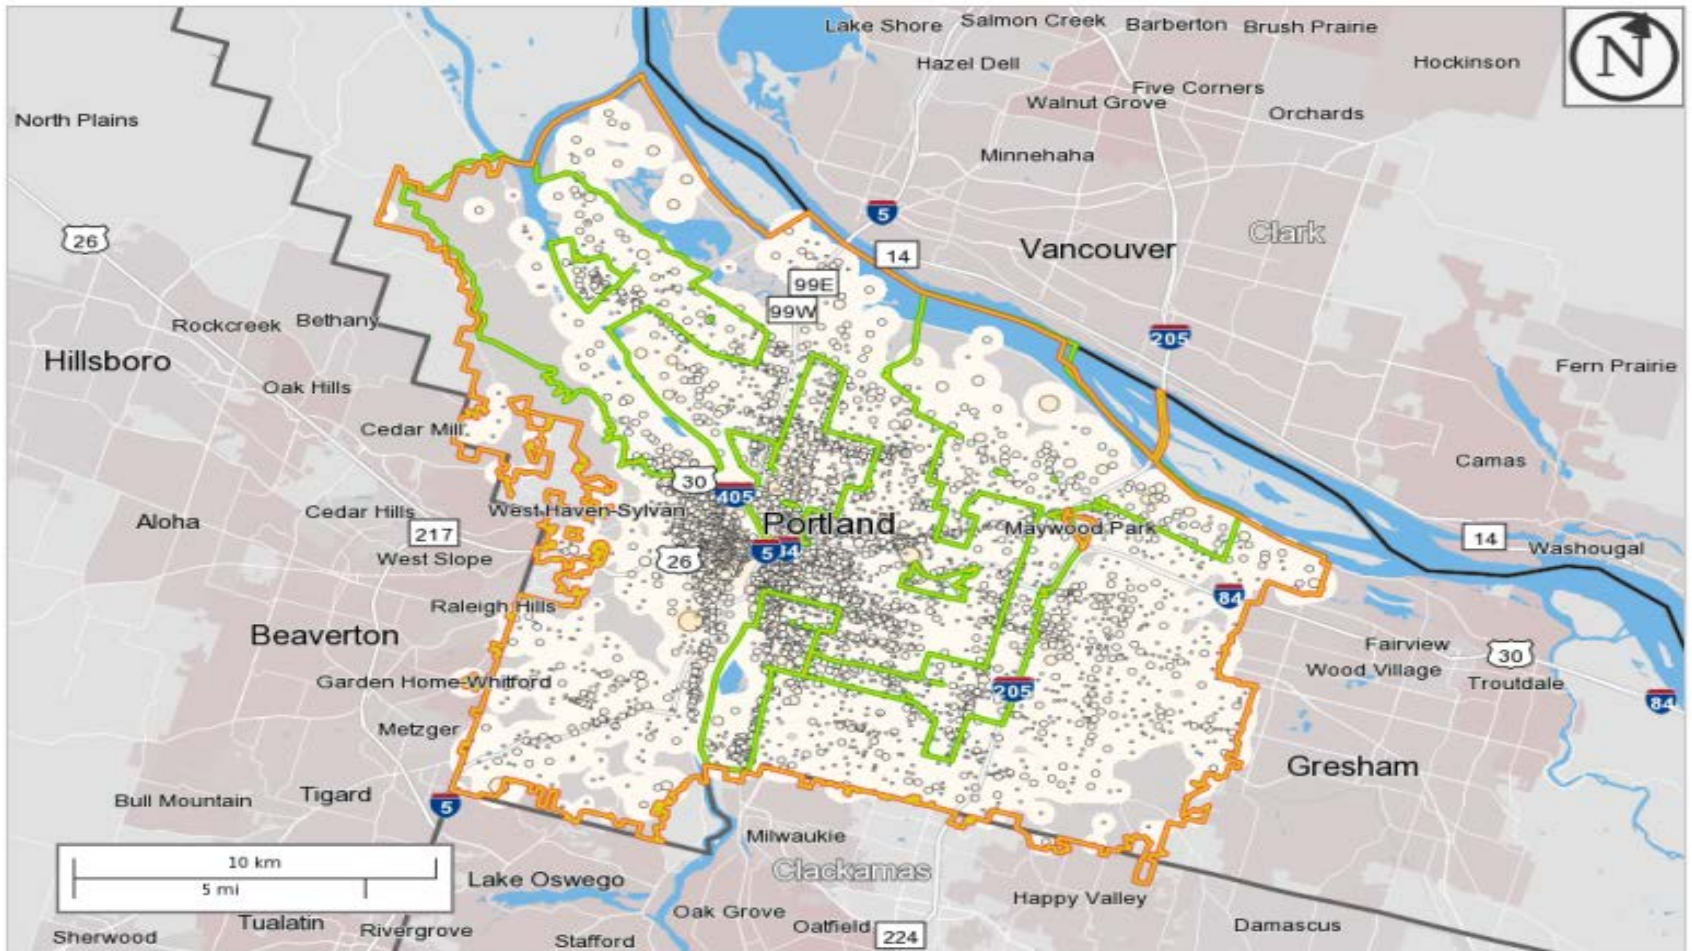 Lake Shore
Salmon Creek
Barberton
Brush Prairie
N
Hazel Dell
Hockinson
Five Corners
Walnut Grove
Orchards
North Plains
Minnehaha
5
Clark
26
Vancouver
14
99E
99W
Rockcreek
Bethany
205
Hillsboro
Fern Prairie
Oak Hills
Cedar Mill
Camas
30
405
Cedar Hills
West Haven-Sylvan
Aloha
Portland
Maywood Park
217
14
Washougal
West Slope
26
5
84
84
Raleigh Hills
Beaverton
Fairview
30
Wood Village
Troutdale
Garden Home-Whitford
205
84
Metzger
Gresham
Tigard
Bull Mountain
5
Milwaukie
10 km
5 mi
Clackamas
Lake Oswego
Happy Valley
Oak Grove
Tualatin
Oatfield
224
Damascus
Rivergrove
Sherwood
Stafford